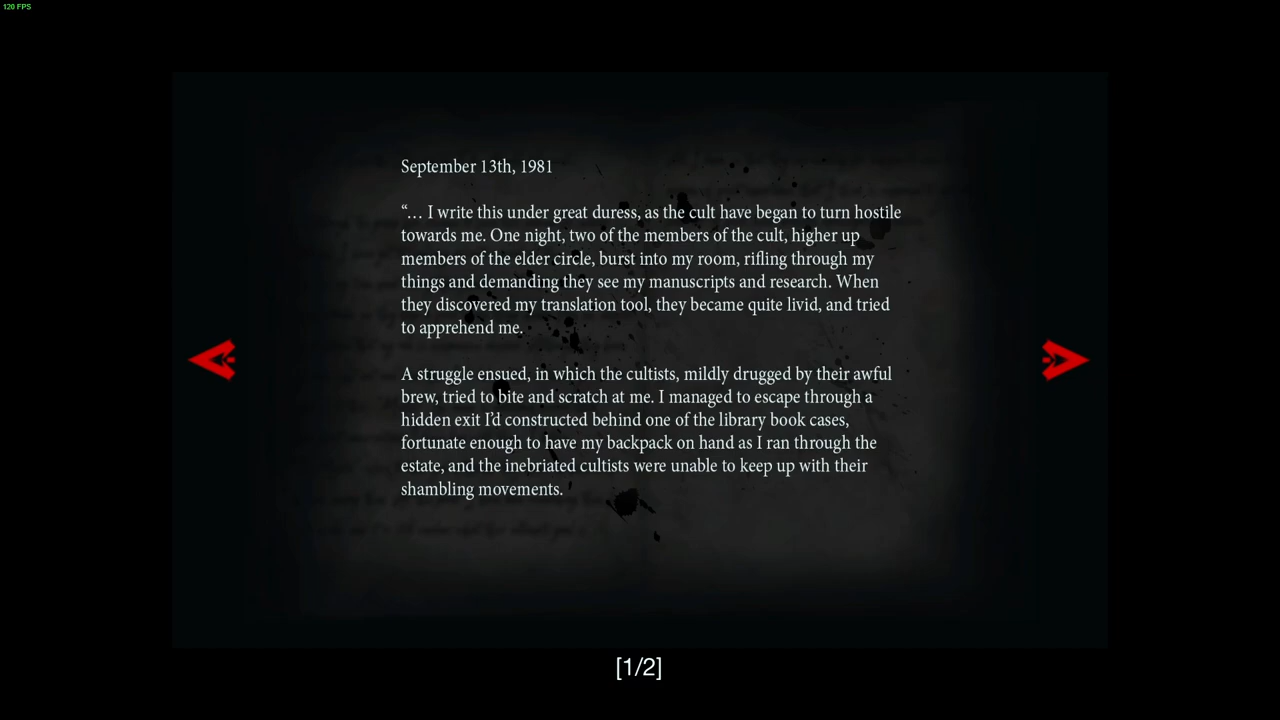 120 FPS
September 13th, 1981
“… I write this under great duress, as the cult have began to turn hostile
towards me. One night, two of the members of the cult, higher up
members of the elder circle, burst into my room, rifling through my
things and demanding they see my manuscripts and research. When
they discovered my translation tool, they became quite livid, and tried
to apprehend me.
A struggle ensued, in which the cultists, mildly drugged by their awful
brew, tried to bite and scratch at me. I managed to escape through a
hidden exit I’d constructed behind one of the library book cases,
fortunate enough to have my backpack on hand as I ran through the
estate, and the inebriated cultists were unable to keep up with their
shambling movements.
[1/2]